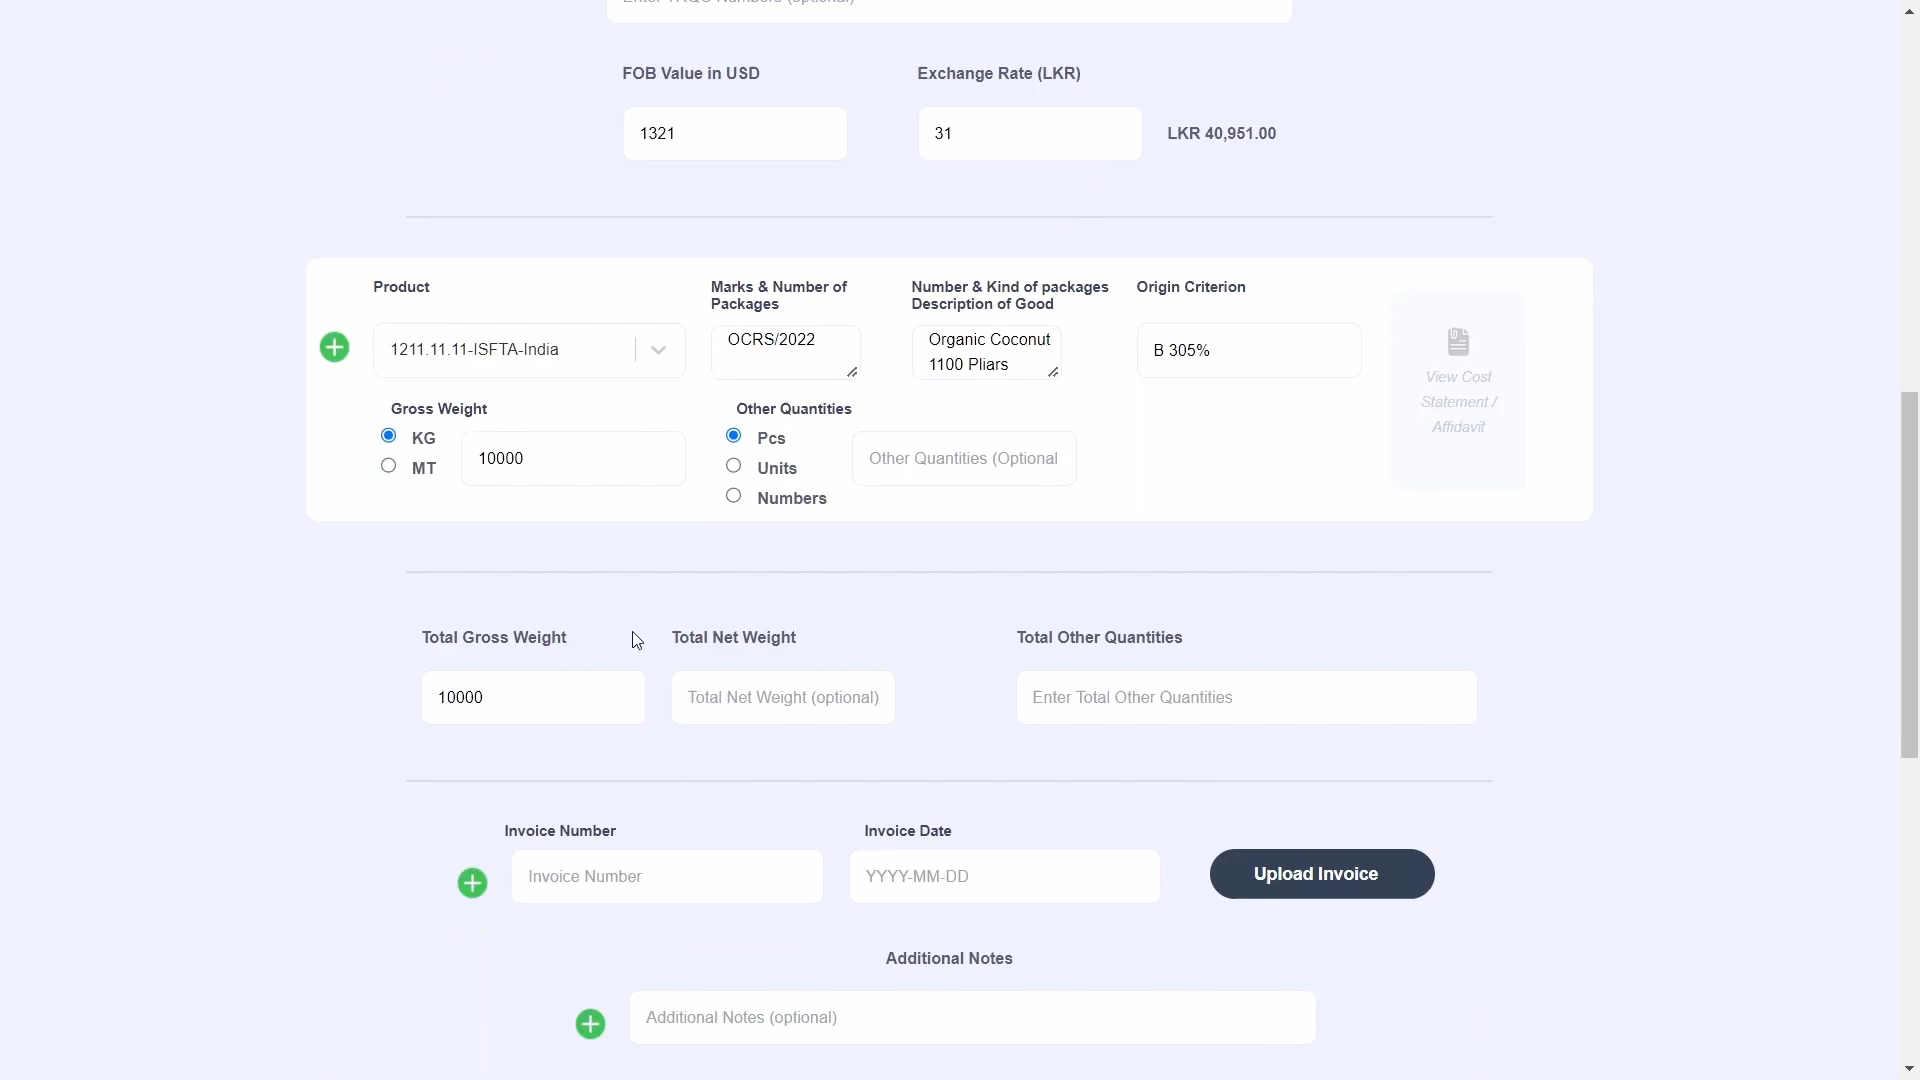 FOB Value in USD
Exchange Rate (LKR)
1321
31
LKR 40,951.00
Product
Marks & Number of
Packages
Number & Kind of packages
Description of Good
Origin Criterion
1211.11.11-ISFTA-India
OCRS/2022
Organic Coconut
1100 Pliars
B 305%
View Cost
Statement /
Affidavit
Gross Weight
KG
MT
10000
Other Quantities
Pcs
Units
Numbers
Other Quantities (Optional
Total Gross Weight
Total Net Weight
Total Other Quantities
10000
Total Net Weight (optional)
Enter Total Other Quantities
Invoice Number
Invoice Date
Invoice Number
YYYY-MM-DD
Upload Invoice
Additional Notes
Additional Notes (optional)